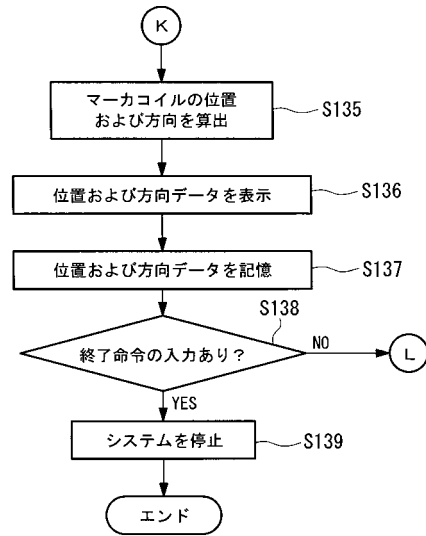 K
マーカコイルの位置
および方向を算出
S135
位置および方向データを表示
S136
位置および方向データを記憶
S137
S138
終了命令の入力あり？
NO
L
YES
システムを停止
S139
エンド